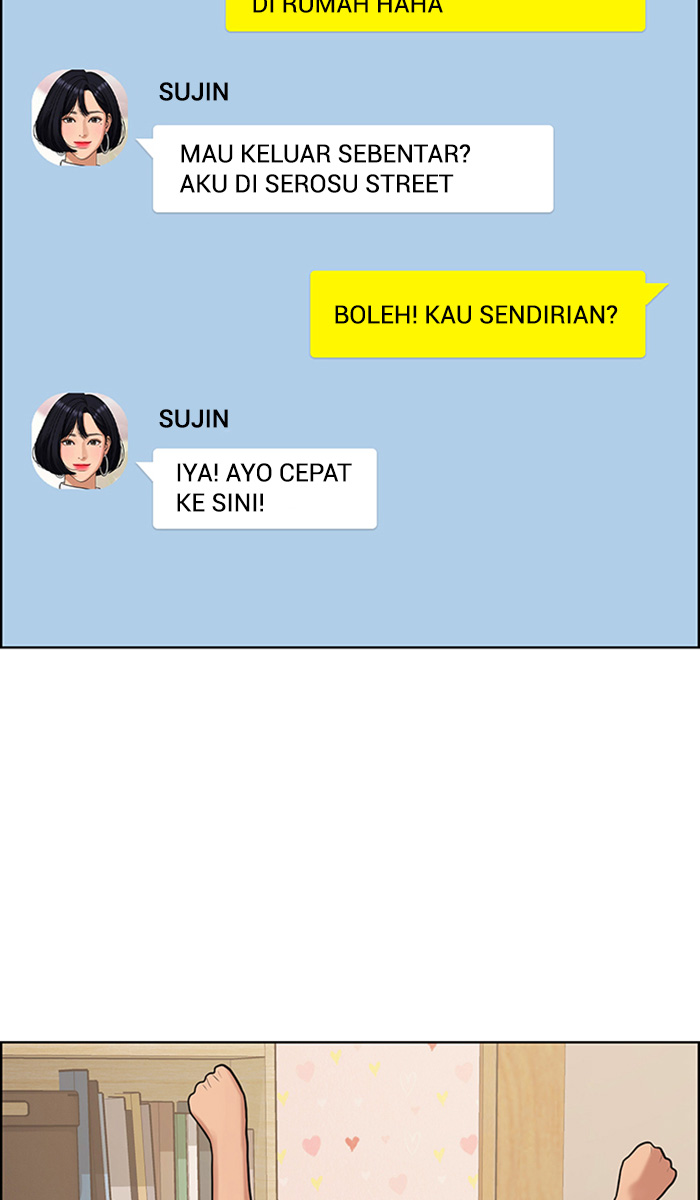 DI RUMAH HAHA
SUJIN
MAU KELUAR SEBENTAR?
AKU DI SEROSU STREET
BOLEH! KAU SENDIRIAN?
SUJIN
IYA! AYO CEPAT
KE SINI!